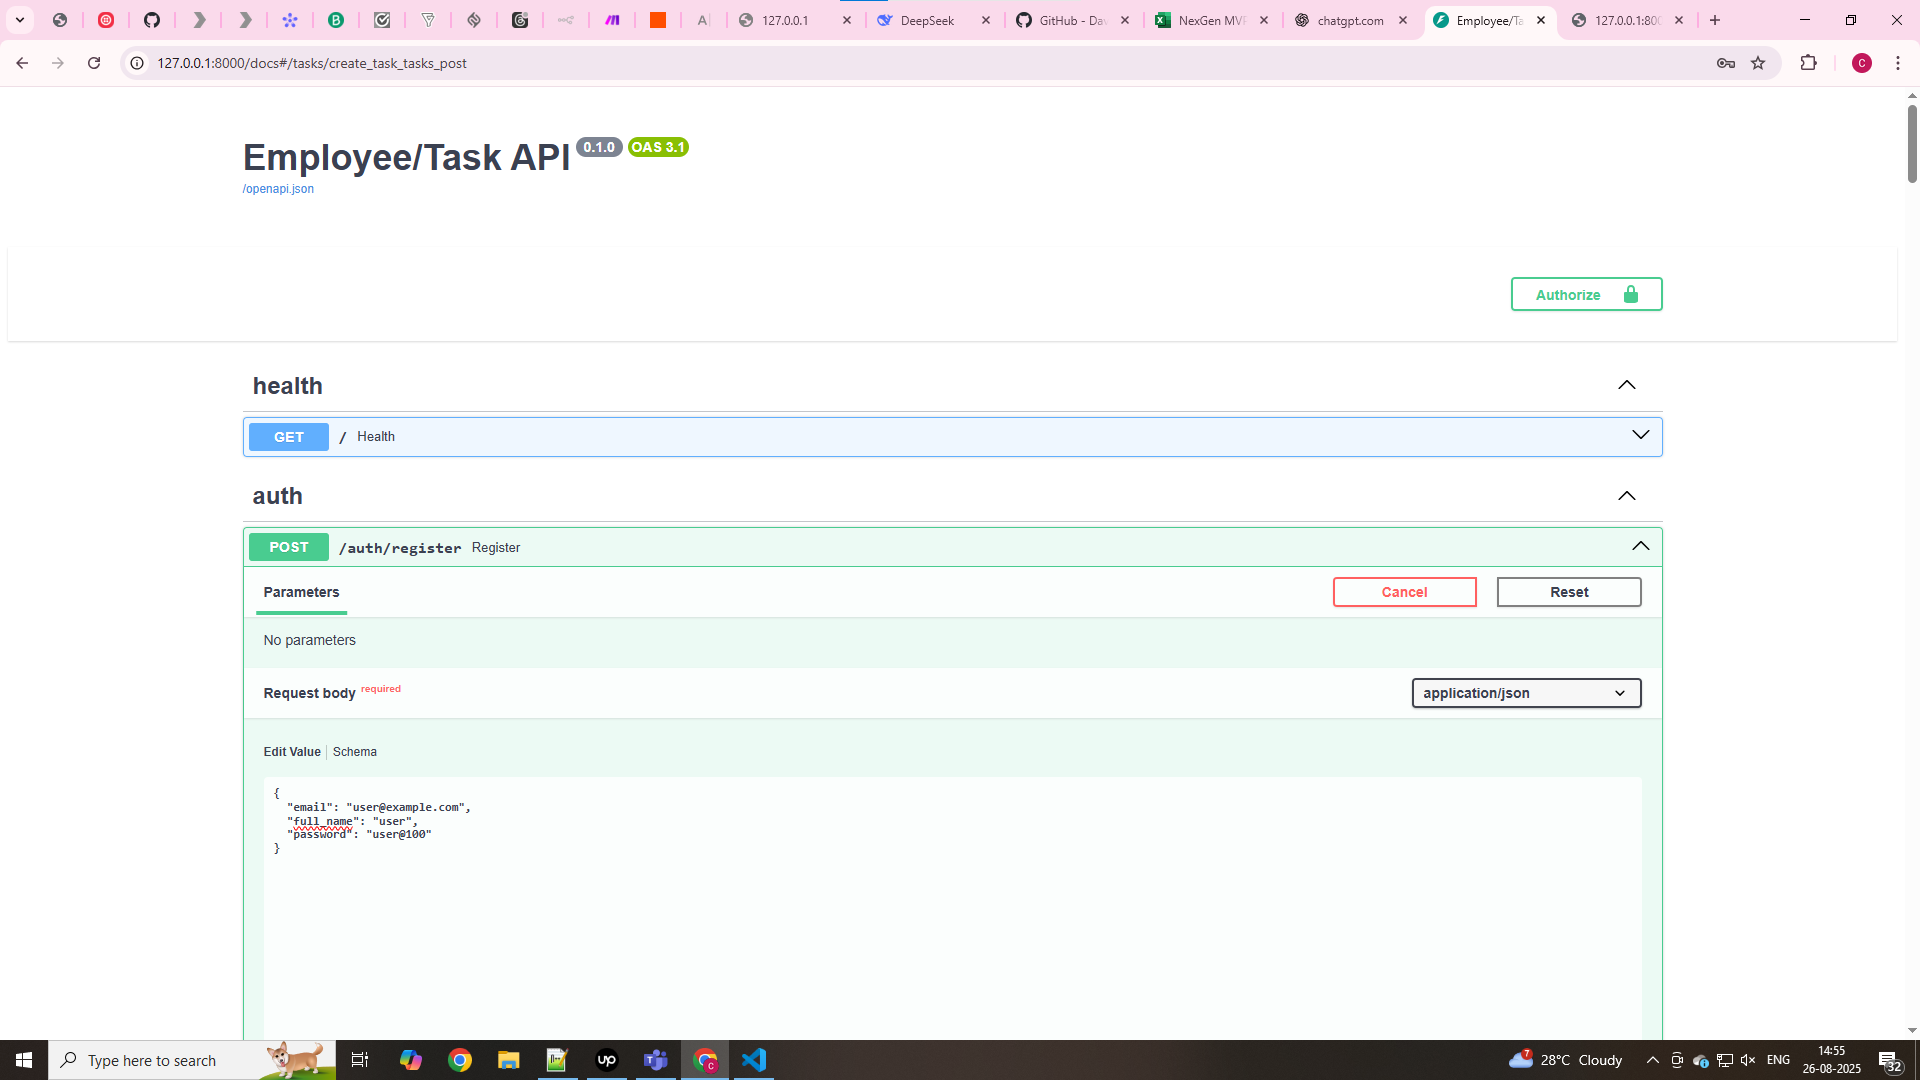 127.0.0.1
DeepSeek
GitHub - Dav
NexGen MVP
chatgpt.com
Employee/Ta
127.0.0.1:800
127.0.0.1:8000/docs#/tasks/create_task_tasks_post
C
Employee/Task API 0.1.0 OAS 3.1
/openapi.json
Authorize
health
GET / Health
auth
POST /auth/register Register
Parameters
Cancel
Reset
No parameters
Request body required
application/json
Edit Value Schema
{
"email": "user@example.com",
"full_name": "user",
"password": "user@100"
}
Type here to search
up
7
28°C Cloudy
ENG
14:55
26-08-2025
32